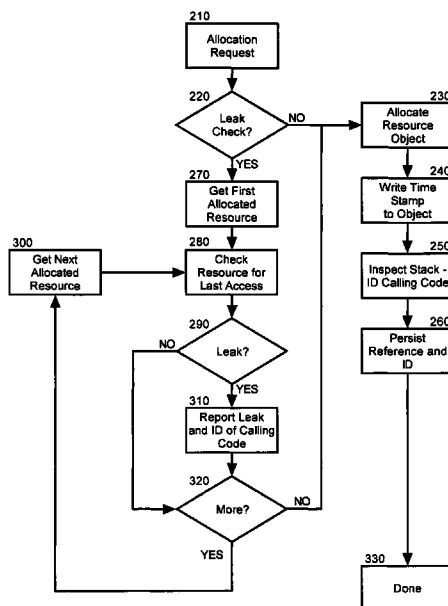 210
Allocation
Request
220
Leak
Check?
NO
YES
230
Allocate
Resource
Object
240
Write Time
Stamp
to Object
250
Inspect Stack -
ID Calling Code
260
Persist
Reference and
ID
270
Get First
Allocated
Resource
280
Check
Resource for
Last Access
300
Get Next
Allocated
Resource
290
Leak?
NO
YES
310
Report Leak
and ID of Calling
Code
320
More?
NO
YES
330
Done